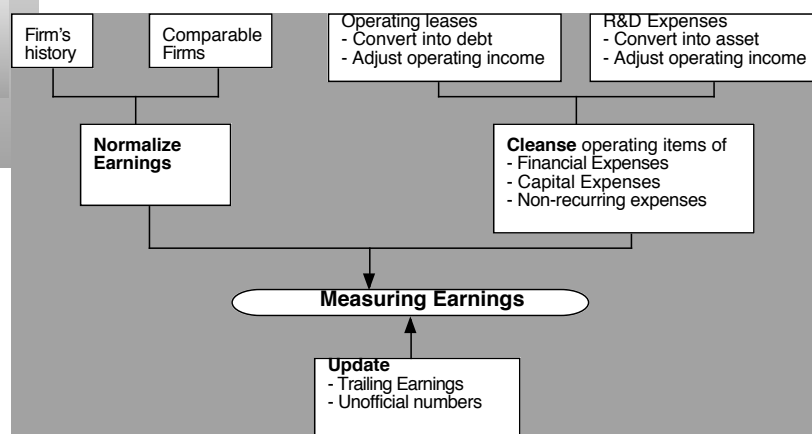 Firm's
history
Comparable
Firms
Operating leases
- Convert into debt
- Adjust operating income
R&D Expenses
- Convert into asset
- Adjust operating income
Normalize
Earnings
Cleanse operating items of
- Financial Expenses
- Capital Expenses
- Non-recurring expenses
Measuring Earnings
Update
- Trailing Earnings
- Unofficial numbers